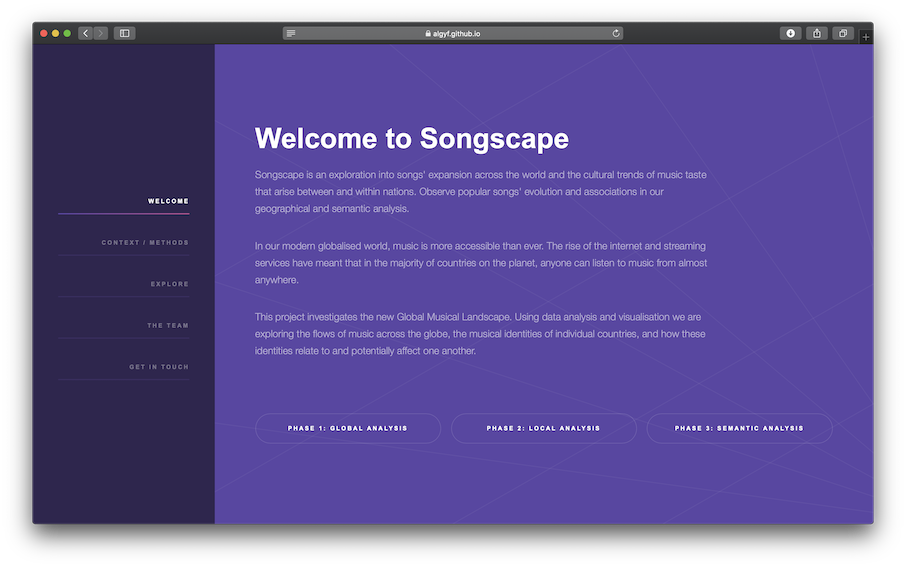 algyf.github.io
WELCOME
CONTEXT / METHODS
EXPLORE
THE TEAM
GET IN TOUCH
Welcome to Songscape
Songscape is an exploration into songs' expansion across the world and the cultural trends of music taste
that arise between and within nations. Observe popular songs' evolution and associations in our
geographical and semantic analysis.
In our modern globalised world, music is more accessible than ever. The rise of the internet and streaming
services have meant that in the majority of countries on the planet, anyone can listen to music from almost
anywhere.
This project investigates the new Global Musical Landscape. Using data analysis and visualisation we are
exploring the flows of music across the globe, the musical identities of individual countries, and how these
identities relate to and potentially affect one another.
PHASE 1: GLOBAL ANALYSIS
PHASE 2: LOCAL ANALYSIS
PHASE 3: SEMANTIC ANALYSIS